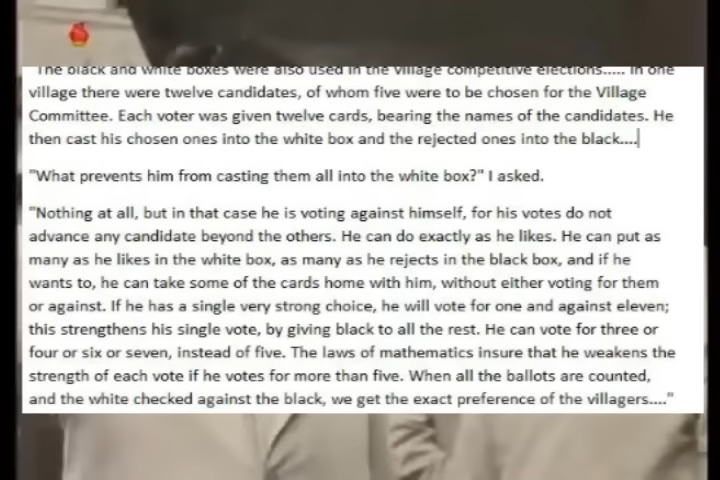 "The black and white boxes were also used in the village competitive elections..... In one
village there were twelve candidates, of whom five were to be chosen for the Village
Committee. Each voter was given twelve cards, bearing the names of the candidates. He
then cast his chosen ones into the white box and the rejected ones into the black....
"What prevents him from casting them all into the white box?" I asked.
"Nothing at all, but in that case he is voting against himself, for his votes do not
advance any candidate beyond the others. He can do exactly as he likes. He can put as
many as he likes in the white box, as many as he rejects in the black box, and if he
wants to, he can take some of the cards home with him, without either voting for them
or against. If he has a single very strong choice, he will vote for one and against eleven;
this strengthens his single vote, by giving black to all the rest. He can vote for three or
four or six or seven, instead of five. The laws of mathematics insure that he weakens the
strength of each vote if he votes for more than five. When all the ballots are counted,
and the white checked against the black, we get the exact preference of the villagers...."